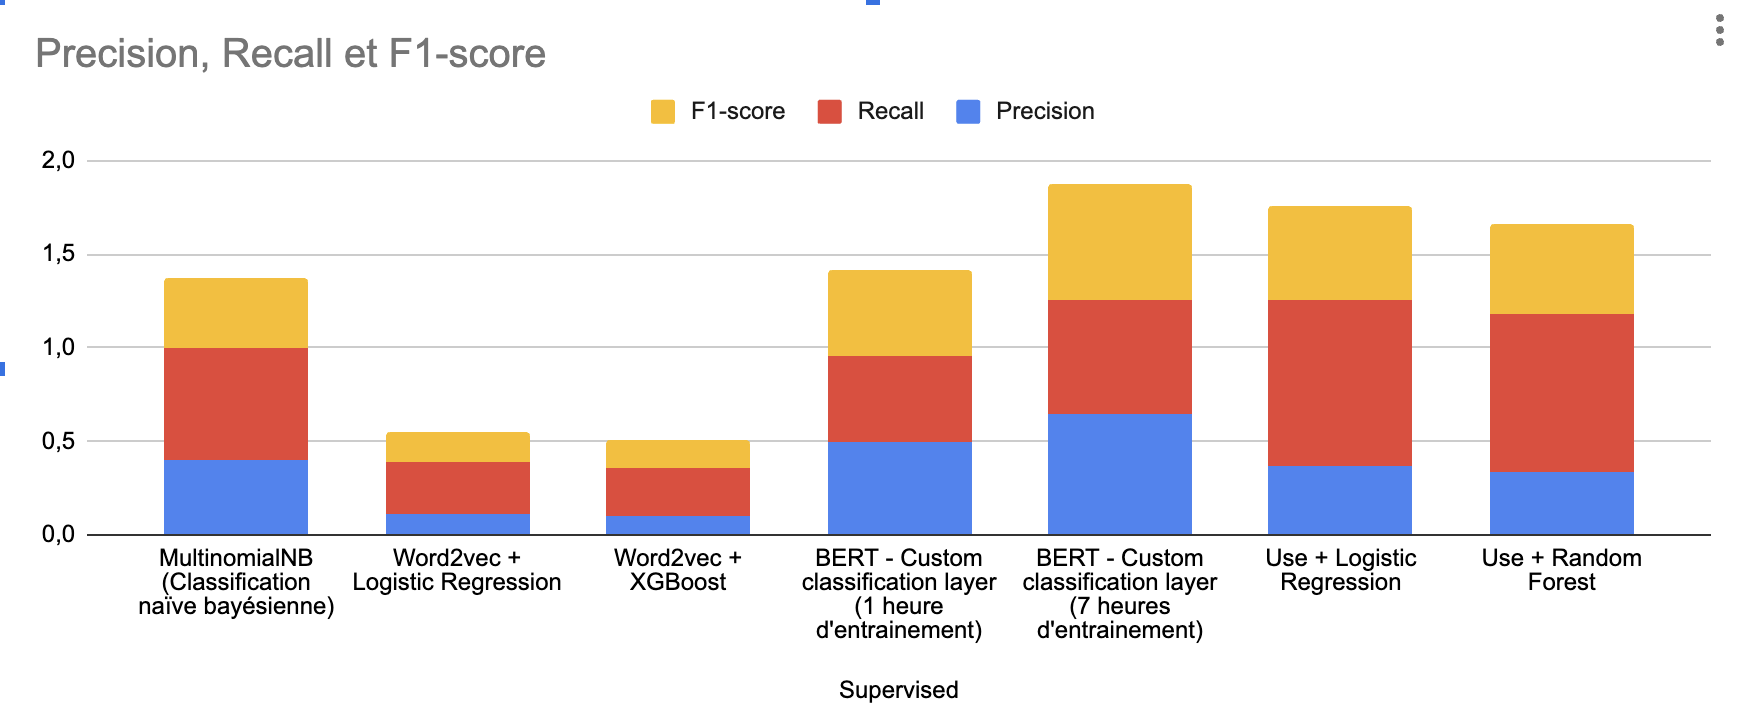 Precision, Recall et F1-score
F1-score
Recall
Precision
2,0
1,5
1,0
0,5
0,0
MultinomialNB
(Classification
naïve bayésienne)
Word2vec +
Logistic Regression
Word2vec +
XGBoost
BERT - Custom
classification layer
(1 heure
d'entrainement)
BERT - Custom
classification layer
(7 heures
d'entrainement)
Use + Logistic
Regression
Use + Random
Forest
Supervised